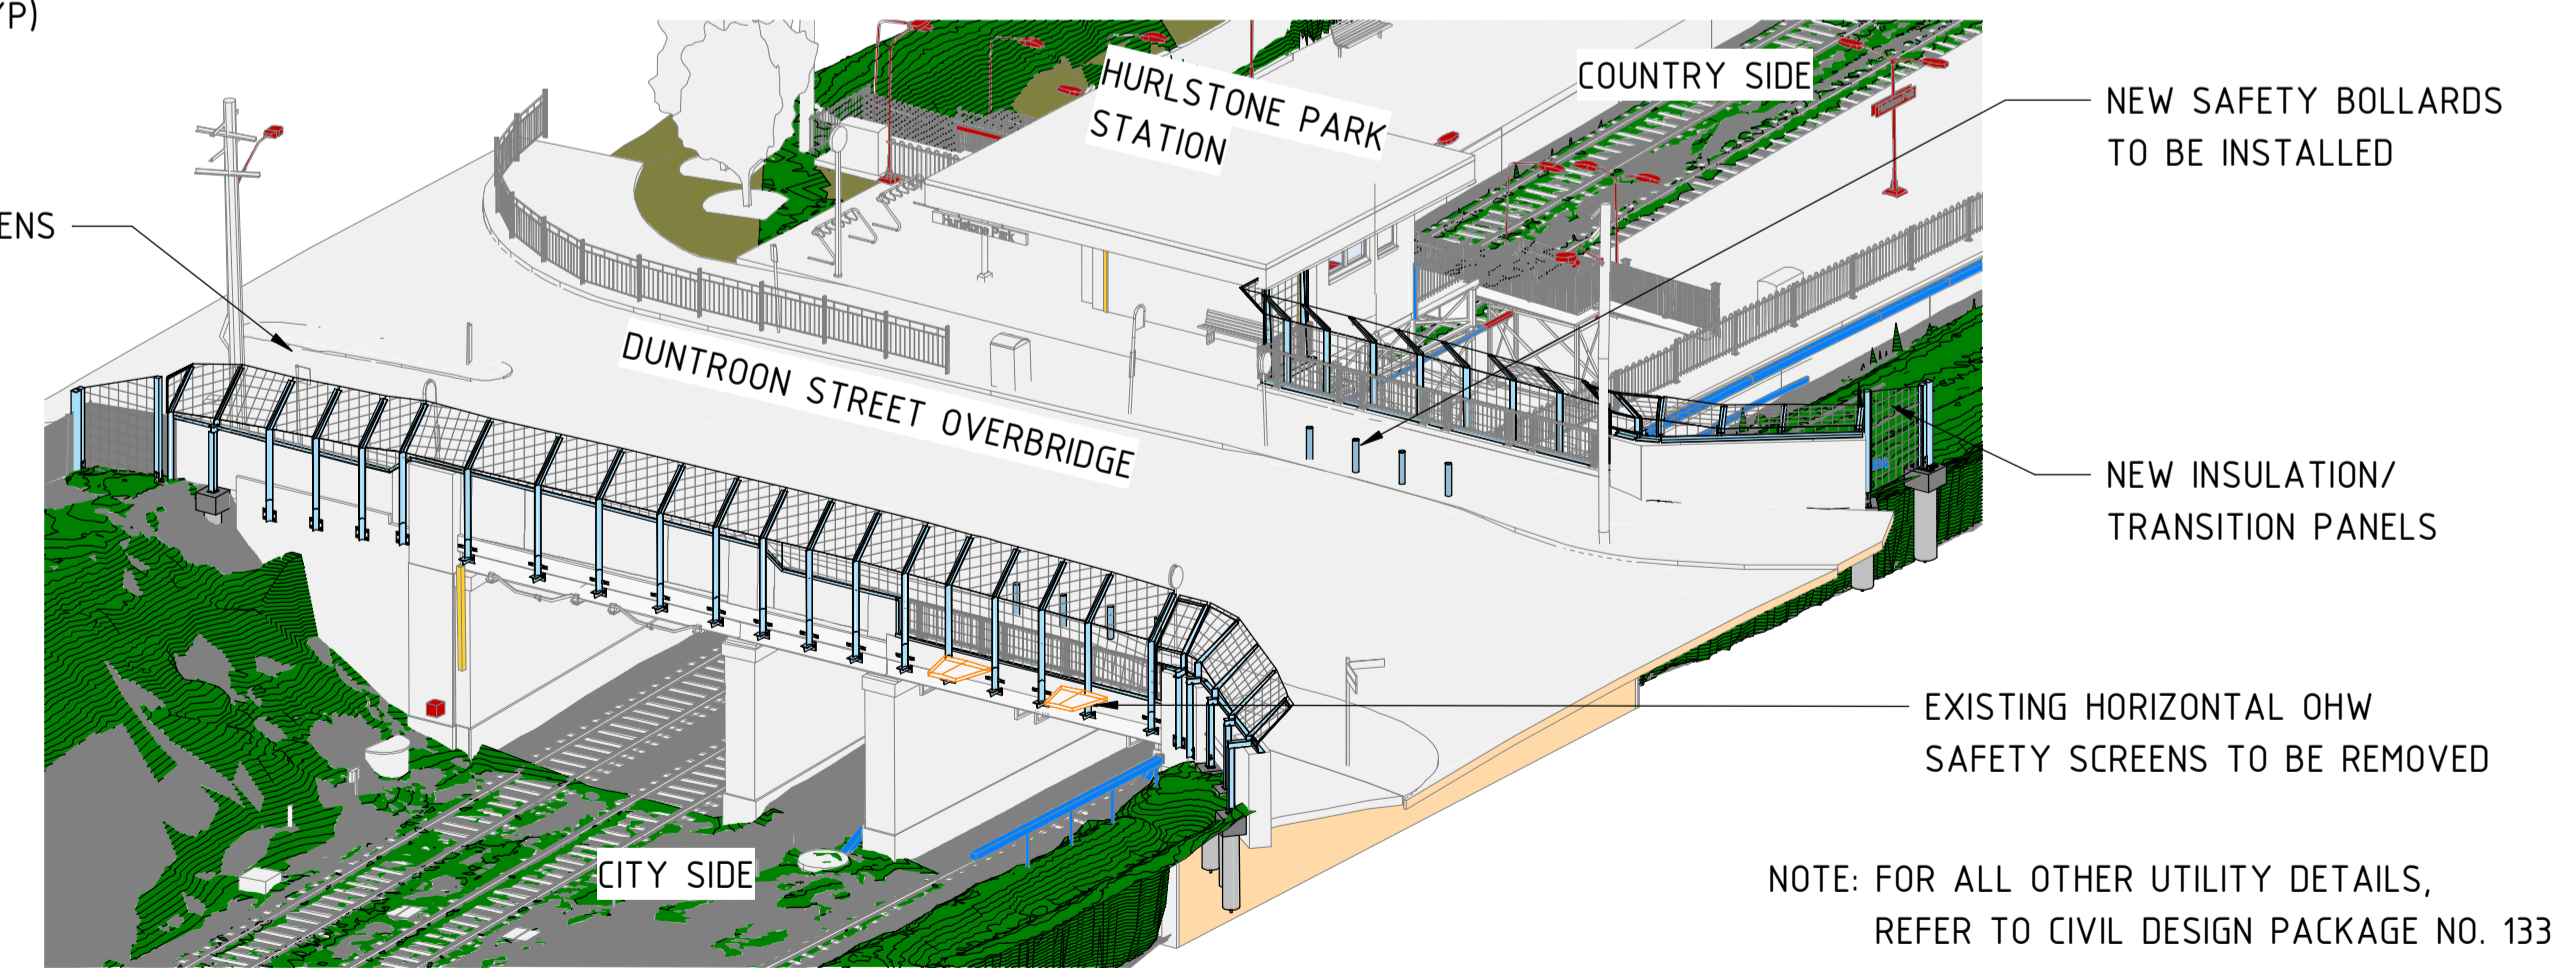 YP)
HURLSTONE PARK
STATION
COUNTRY SIDE
NEW SAFETY BOLLARDS
TO BE INSTALLED
ENS
Hurlstone Park
DUNTROON STREET OVERBRIDGE
NEW INSULATION/
TRANSITION PANELS
EXISTING HORIZONTAL OHW
SAFETY SCREENS TO BE REMOVED
CITY SIDE
NOTE: FOR ALL OTHER UTILITY DETAILS,
REFER TO CIVIL DESIGN PACKAGE NO. 133